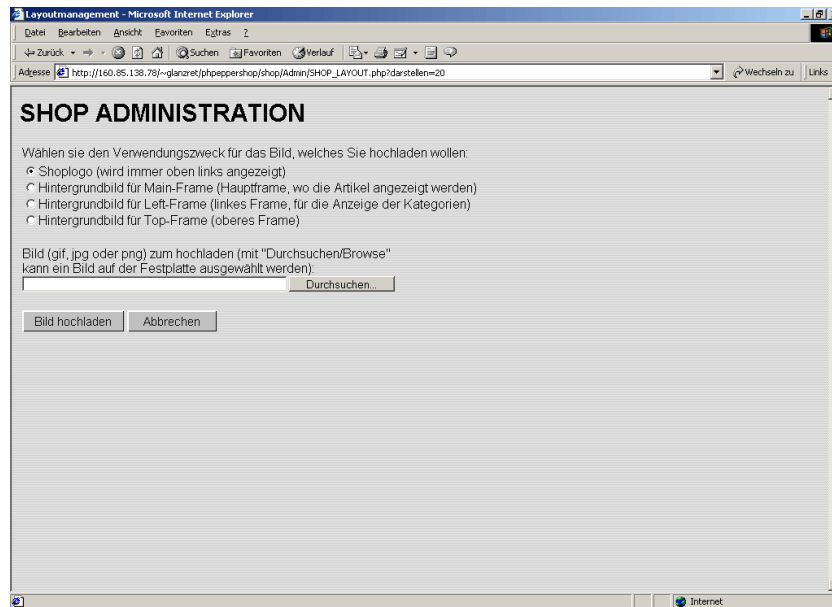 Layoutmanagement - Microsoft Internet Explorer
Datei Bearbeiten Ansicht Favoriten Extras ?
Zurück Suchen Favoriten Verlauf
Adresse http://160.85.138.78/~glanzret/phpeppershop/shop/Admin/SHOP_LAYOUT.php?darstellen=20 Wechseln zu Links
SHOP ADMINISTRATION
Wählen sie den Verwendungszweck für das Bild, welches Sie hochladen wollen:
Shoplogo (wird immer oben links angezeigt)
Hintergrundbild für Main-Frame (Hauptframe, wo die Artikel angezeigt werden)
Hintergrundbild für Left-Frame (linkes Frame, für die Anzeige der Kategorien)
Hintergrundbild für Top-Frame (oberes Frame)
Bild (gif, jpg oder png) zum hochladen (mit "Durchsuchen/Browse"
kann ein Bild auf der Festplatte ausgewählt werden):
Durchsuchen...
Bild hochladen Abbrechen
Internet